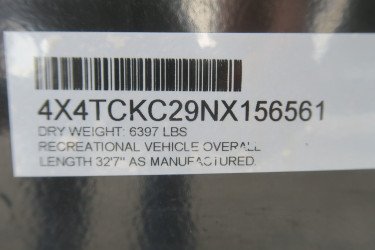 4X4TCKC29NX156561
DRY WEIGHT: 6397 LBS
RECREATIONAL VEHICLE OVERALL
LENGTH 32'7" AS MANUFACTURED.